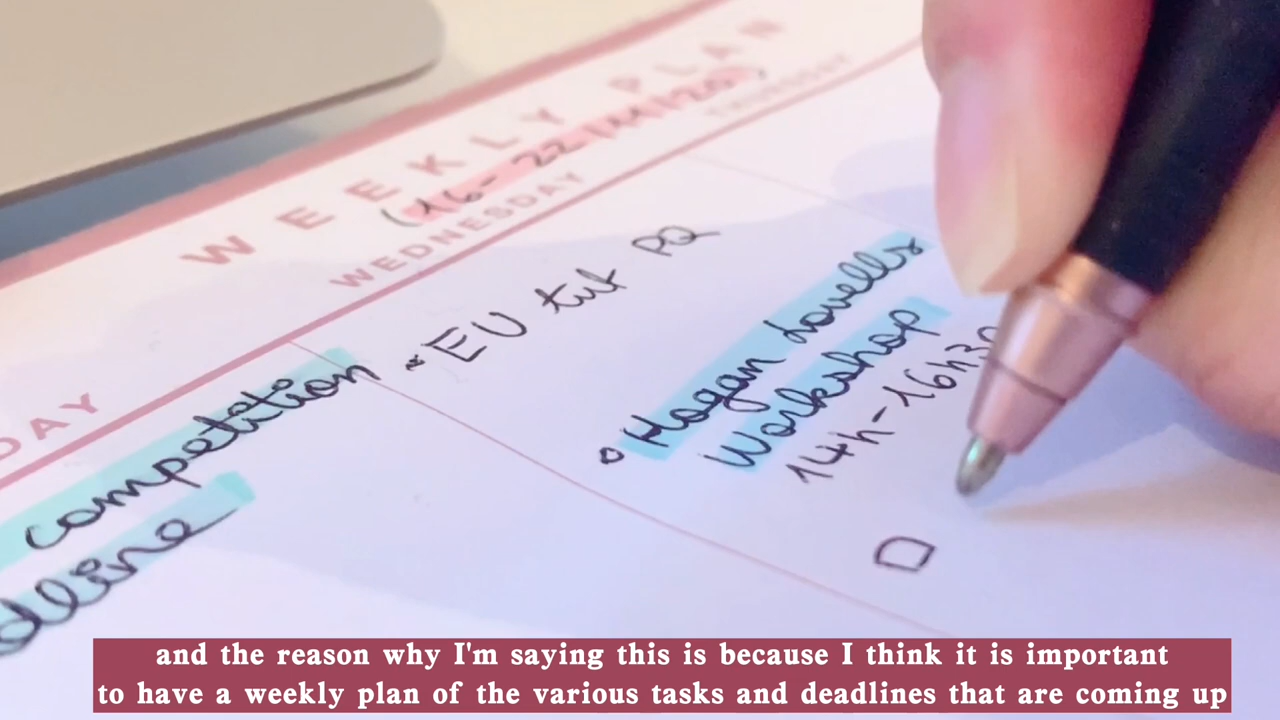 WEEKLY PLAN
(16-22/11/20)
WEDNESDAY
THURSDAY
DAY
competition
dline
EU tut PQ
Hogan Lovells
Workshop
14h-16h30
and the reason why I'm saying this is because I think it is important
to have a weekly plan of the various tasks and deadlines that are coming up